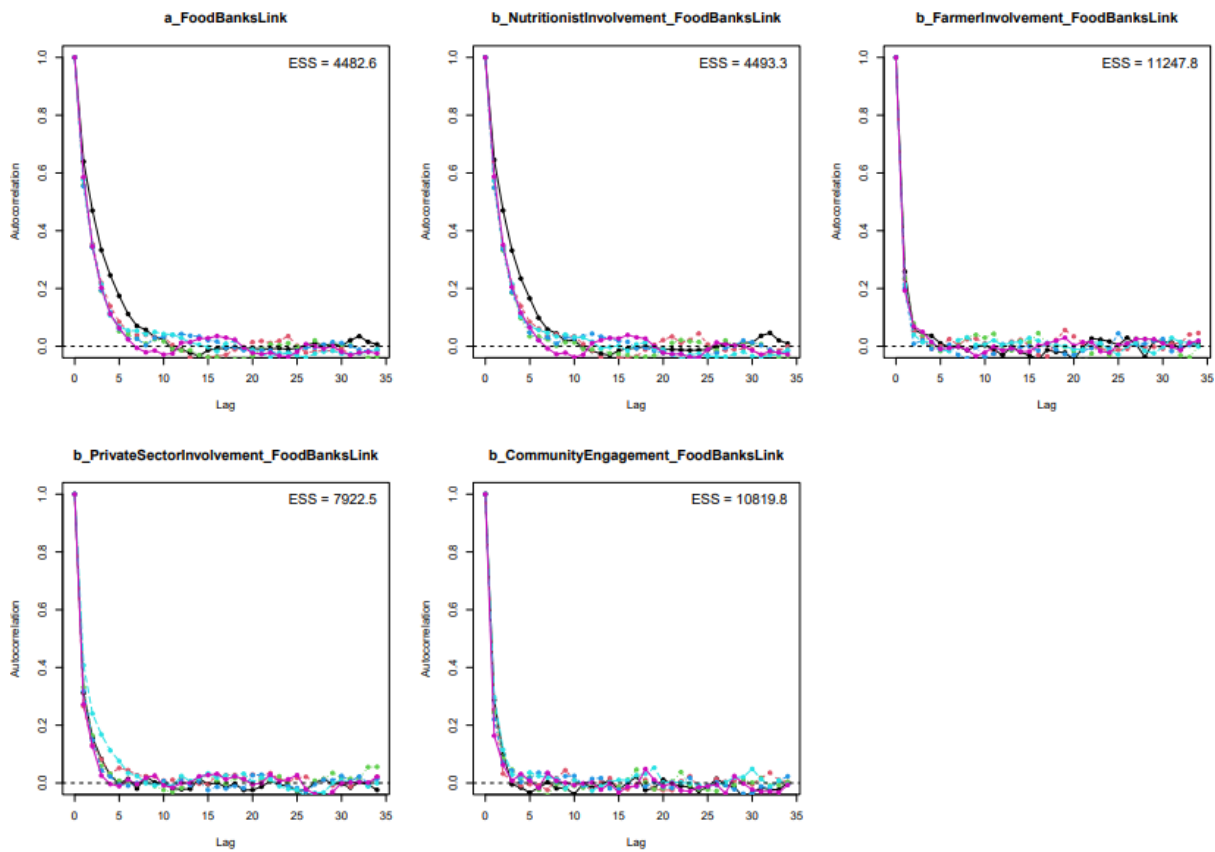 a_FoodBanksLink
ESS = 4482.6
Autocorrelation
1.0
0.8
0.6
0.4
0.2
0.0
0 5 10 15 20 25 30 35
Lag
b_NutritionistInvolvement_FoodBanksLink
ESS = 4493.3
Autocorrelation
1.0
0.8
0.6
0.4
0.2
0.0
0 5 10 15 20 25 30 35
Lag
b_FarmerInvolvement_FoodBanksLink
ESS = 11247.8
Autocorrelation
1.0
0.8
0.6
0.4
0.2
0.0
0 5 10 15 20 25 30 35
Lag
b_PrivateSectorInvolvement_FoodBanksLink
ESS = 7922.5
Autocorrelation
1.0
0.8
0.6
0.4
0.2
0.0
0 5 10 15 20 25 30 35
Lag
b_CommunityEngagement_FoodBanksLink
ESS = 10819.8
Autocorrelation
1.0
0.8
0.6
0.4
0.2
0.0
0 5 10 15 20 25 30 35
Lag